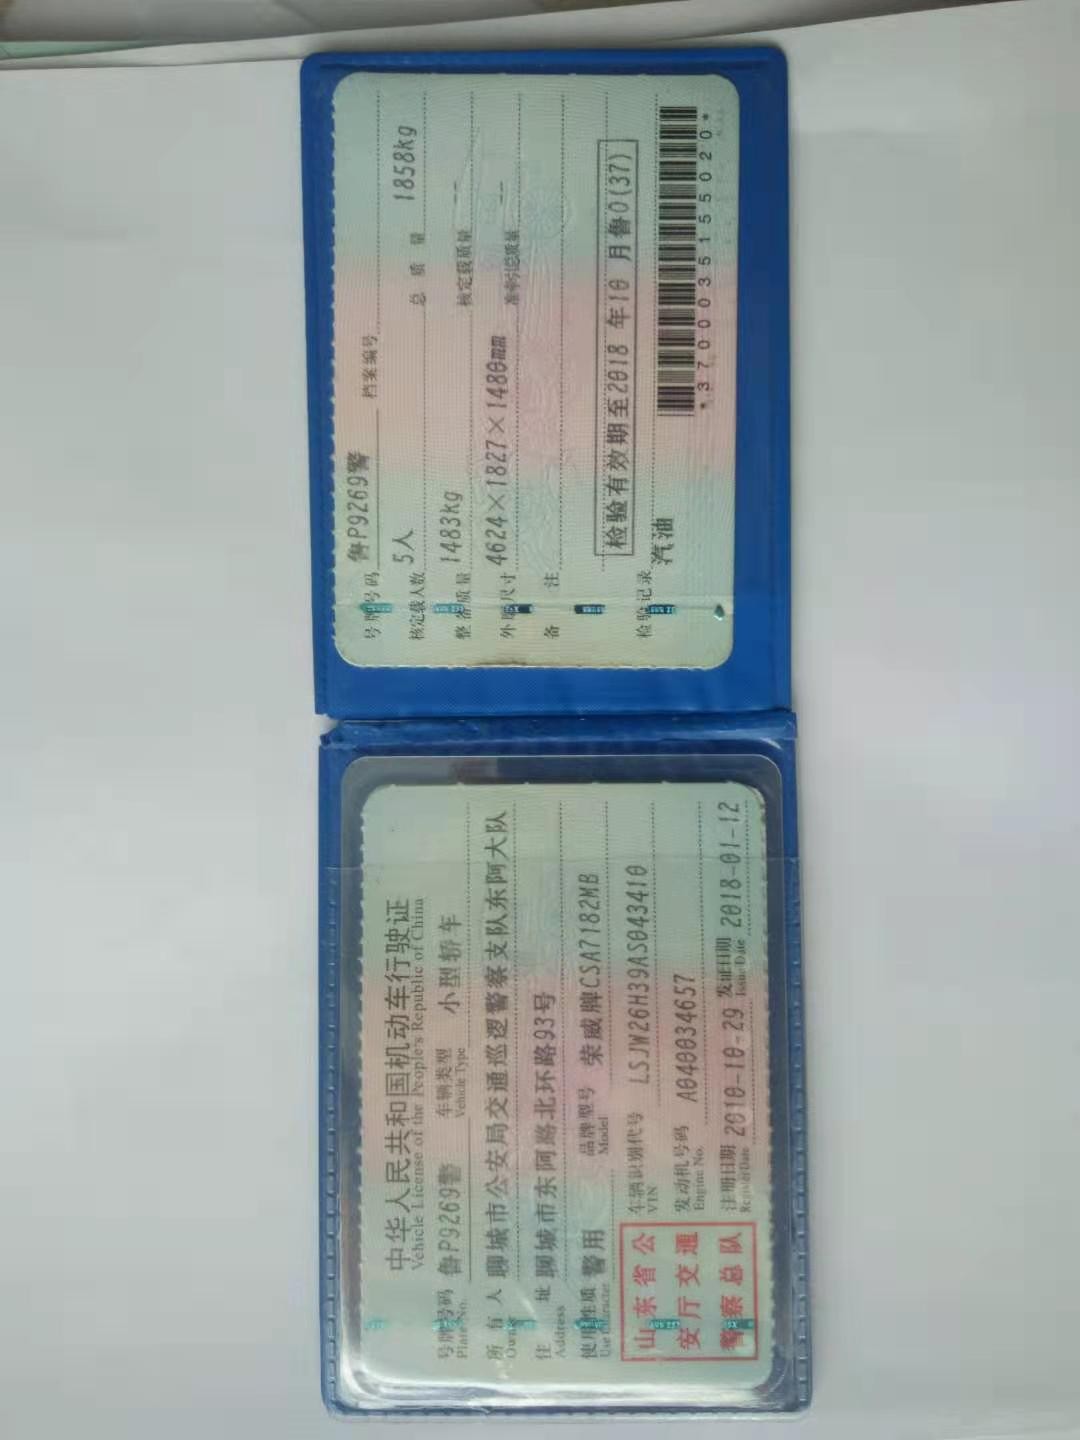 中华人民共和国机动车行驶证
Vehicle License of the People's Republic of China
号牌号码 鲁P9269警 车辆类型 小型轿车
Plate No. Vehicle Type
所有人 聊城市公安局交通巡逻警察支队东阿大队
Owner
住址 聊城市东阿路北环路93号
Address
使用性质 警用 品牌型号 荣威牌CSA7182MB
Use Character Model
山东省公
安厅交通
警察总队
车辆识别代号 LSJW26H39AS043410
VIN
发动机号码 A040034657
Engine No.
注册日期 2010-10-29 发证日期 2018-01-12
Register Date Issue Date
号牌号码 鲁P9269警 档案编号
核定载人数 5人 总质量 1858kg
整备质量 1483kg 核定载质量 --
外廓尺寸 4624×1827×1480mm 准牵引总质量 --
备注
检验有效期至2018年10月鲁O(37)
检验记录 汽油
*3700035155020*